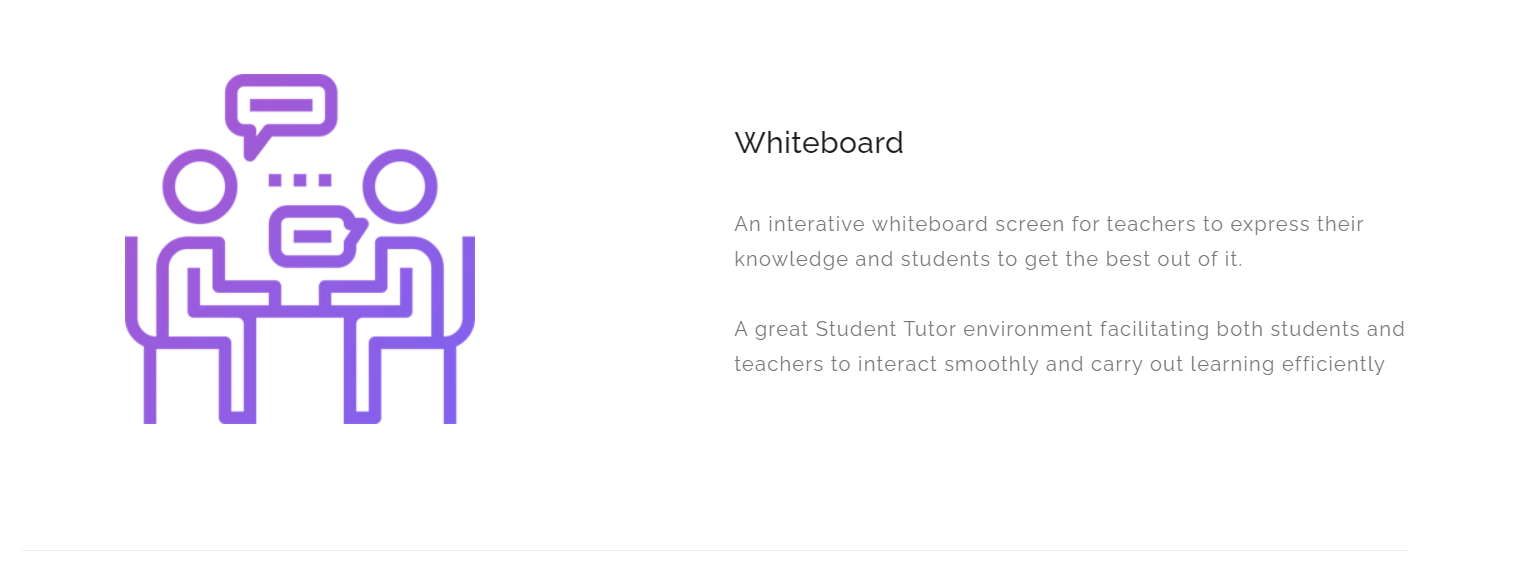 Whiteboard
An interative whiteboard screen for teachers to express their
knowledge and students to get the best out of it.
A great Student Tutor environment facilitating both students and
teachers to interact smoothly and carry out learning efficiently